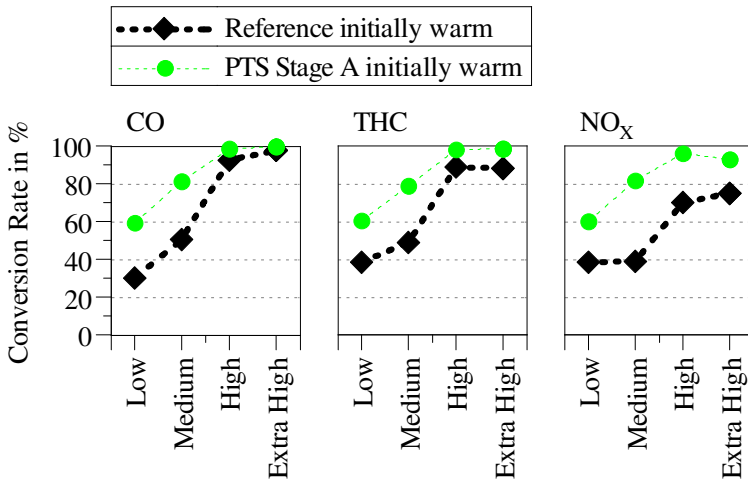 Reference initially warm
PTS Stage A initially warm
CO
THC
NOX
Conversion Rate in %
100
80
60
40
20
0
Low
Medium
High
Extra High
Low
Medium
High
Extra High
Low
Medium
High
Extra High